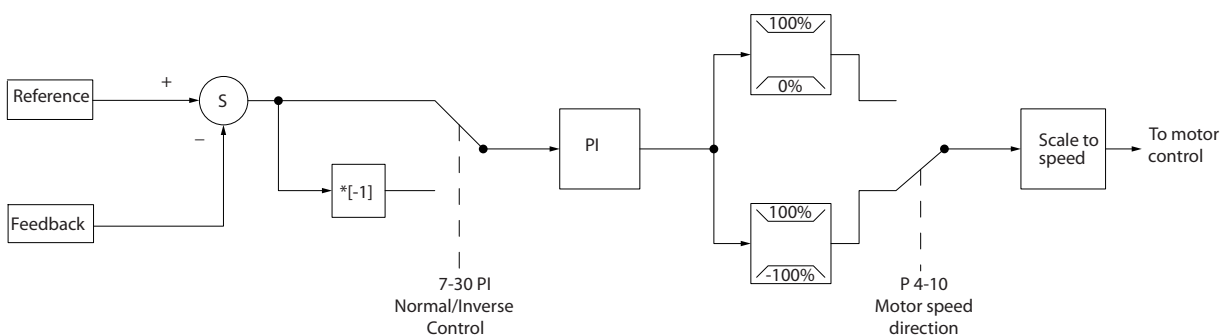 Reference
+
S
–
Feedback
*[-1]
7-30 PI
Normal/Inverse
Control
PI
100%
0%
100%
-100%
P 4-10
Motor speed
direction
Scale to
speed
To motor
control